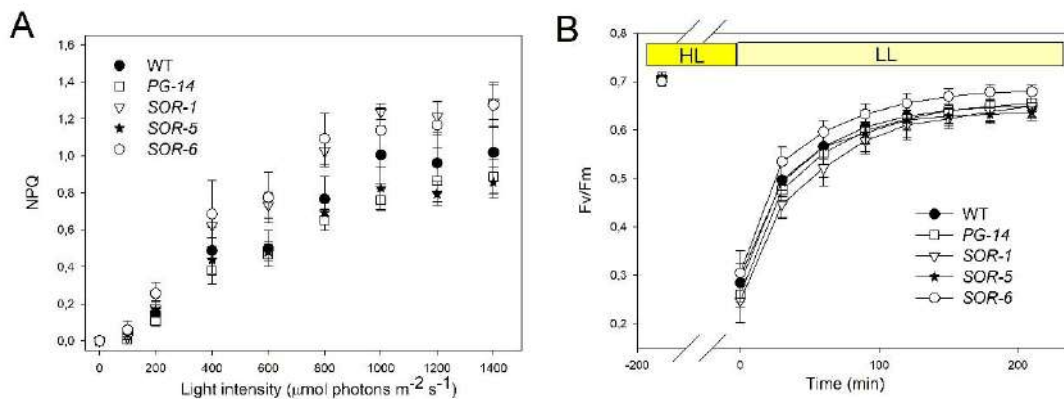 A
NPQ
1,6
1,4
1,2
1,0
0,8
0,6
0,4
0,2
0,0
WT
PG-14
SOR-1
SOR-5
SOR-6
0 200 400 600 800 1000 1200 1400
Light intensity (μmol photons m⁻² s⁻¹)
B
HL LL
Fv/Fm
0,8
0,7
0,6
0,5
0,4
0,3
0,2
WT
PG-14
SOR-1
SOR-5
SOR-6
-200 0 100 200
Time (min)